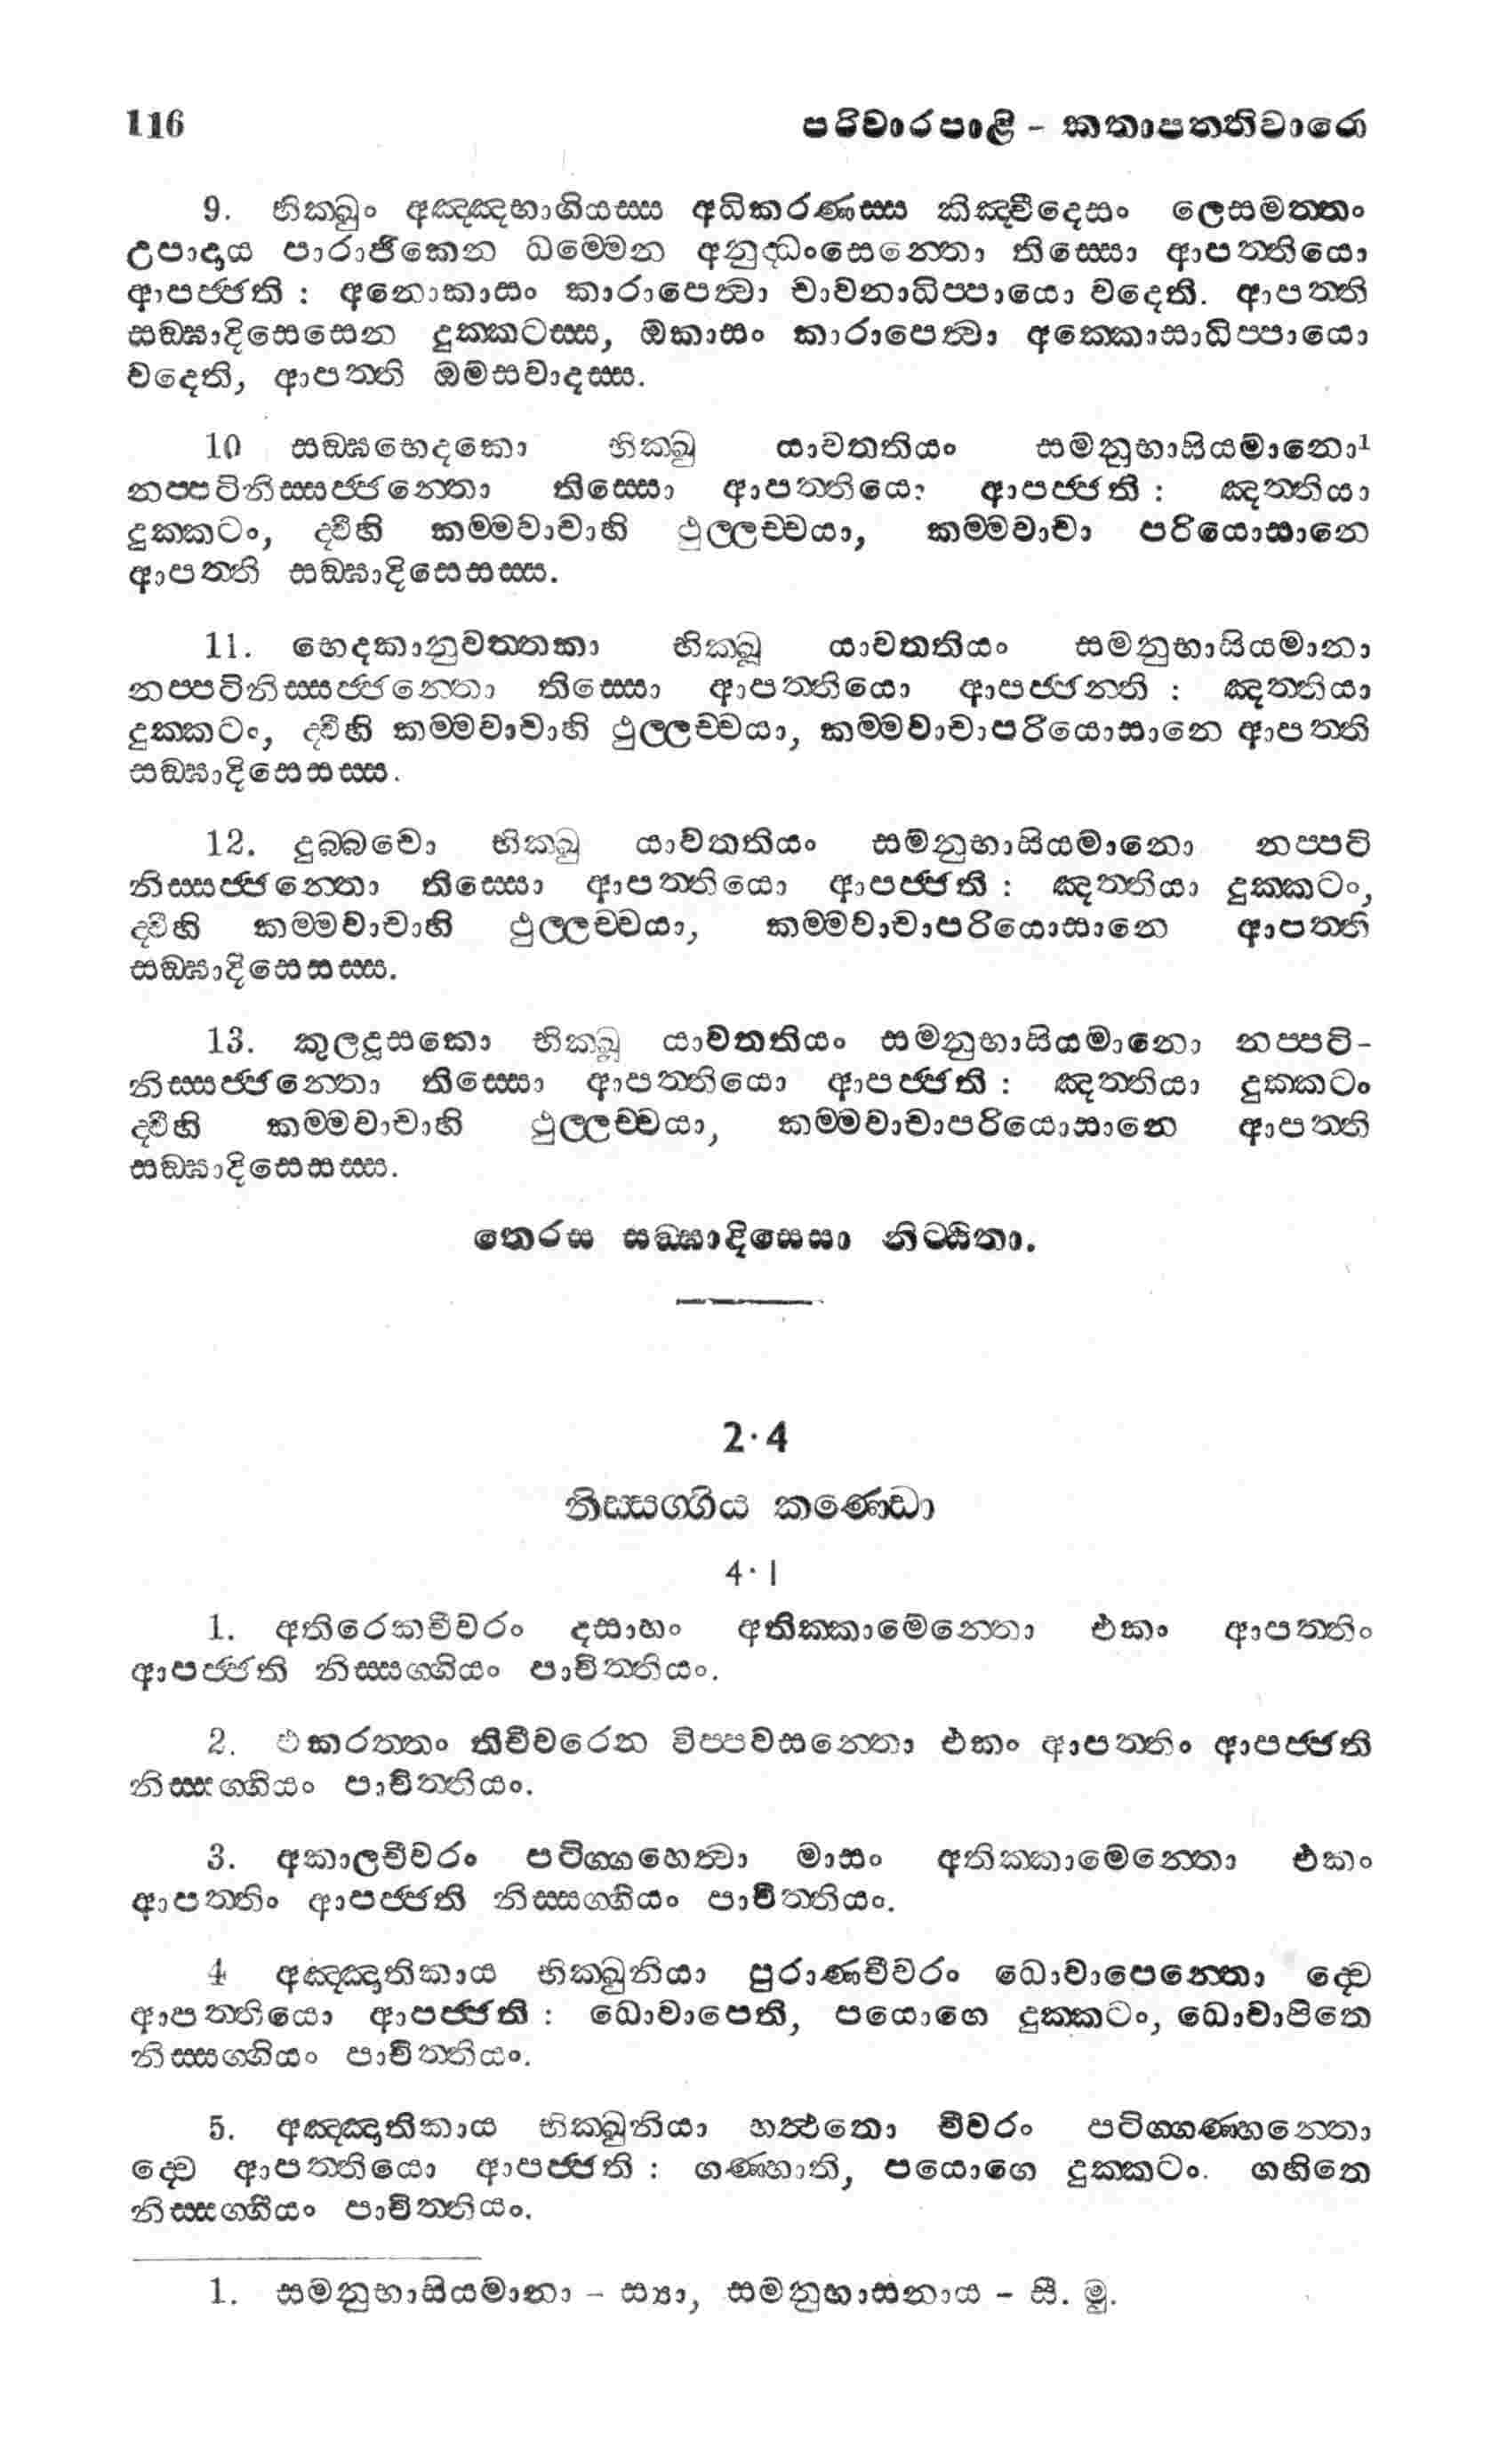 116 පරිවාරපාළි - කතාපත්තිවාරො
9. භික්ඛුං අඤ්ඤභාගියස්ස අධිකරණස්ස කිඤ්චිදෙසං ලෙසමත්තං
උපාදාය පාරාජිකෙන ධම්මෙන අනුද්ධංසෙන්තො තිස්සො ආපත්තියො
ආපජ්ජති : අනොකාසං කාරාපෙත්වා චාවනාධිප්පායො වදෙති. ආපත්ති
සඞ්ඝාදිසෙසෙන දුක්කටස්ස, ඔකාසං කාරාපෙත්වා අක්කොසාධිප්පායො
වදෙති, ආපත්ති ඔමසවාදස්ස.
10 සඞ්ඝභෙදකො භික්ඛු යාවතතියං සමනුභාසියමානො1
නප්පටිනිස්සජ්ජන්තො තිස්සො ආපත්තියො ආපජ්ජති : ඤත්තියා
දුක්කටං, ද්වීහි කම්මවාචාහි ථුල්ලච්චයා, කම්මවාචා පරියොසානෙ
ආපත්ති සඞ්ඝාදිසෙසස්ස.
11. භෙදකානුවත්තකා භික්ඛූ යාවතතියං සමනුභාසියමානා
නප්පටිනිස්සජ්ජන්තො තිස්සො ආපත්තියො ආපජ්ජන්ති : ඤත්තියා
දුක්කටං, ද්වීහි කම්මවාචාහි ථුල්ලච්චයා, කම්මවාචාපරියොසානෙ ආපත්ති
සඞ්ඝාදිසෙසස්ස.
12. දුබ්බචො භික්ඛු යාවතතියං සමනුභාසියමානො නප්පටි
නිස්සජ්ජන්තො තිස්සො ආපත්තියො ආපජ්ජති : ඤත්තියා දුක්කටං,
ද්වීහි කම්මවාචාහි ථුල්ලච්චයා, කම්මවාචාපරියොසානෙ ආපත්ති
සඞ්ඝාදිසෙසස්ස.
13. කුලදූසකො භික්ඛු යාවතතියං සමනුභාසියමානො නප්පටි-
නිස්සජ්ජන්තො තිස්සො ආපත්තියො ආපජ්ජති : ඤත්තියා දුක්කටං
ද්වීහි කම්මවාචාහි ථුල්ලච්චයා, කම්මවාචාපරියොසානෙ ආපත්ති
සඞ්ඝාදිසෙසස්ස.
තෙරස සඞ්ඝාදිසෙසා නිට්ඨිතා.
2·4
නිස්සග්ගිය කණ්ඩො
4·1
1. අතිරෙකචීවරං දසාහං අතික්කාමෙන්තො එකං ආපත්තිං
ආපජ්ජති නිස්සග්ගියං පාචිත්තියං.
2. එකරත්තං තිචීවරෙන විප්පවසන්තො එකං ආපත්තිං ආපජ්ජති
නිස්සග්ගියං පාචිත්තියං.
3. අකාලචීවරං පටිග්ගහෙත්වා මාසං අතික්කාමෙන්තො එකං
ආපත්තිං ආපජ්ජති නිස්සග්ගියං පාචිත්තියං.
4 අඤ්ඤාතිකාය භික්ඛුනියා පුරාණචීවරං ධොවාපෙන්තො ද්වෙ
ආපත්තියො ආපජ්ජති : ධොවාපෙති, පයොගෙ දුක්කටං, ධොවාපිතෙ
නිස්සග්ගියං පාචිත්තියං.
5. අඤ්ඤාතිකාය භික්ඛුනියා හත්ථතො චීවරං පටිග්ගණ්හන්තො
ද්වෙ ආපත්තියො ආපජ්ජති : ගණ්හාති, පයොගෙ දුක්කටං. ගහිතෙ
නිස්සග්ගියං පාචිත්තියං.
1. සමනුභාසියමානා - ස්‍යා, සමනුභාසනාය - සී. මු.